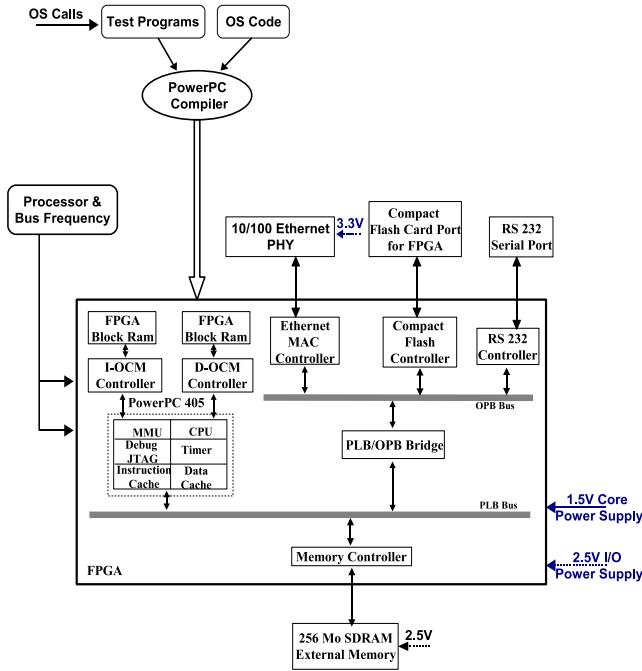 OS Calls
Test Programs
OS Code
PowerPC
Compiler
Processor &
Bus Frequency
10/100 Ethernet
PHY
3.3V
Compact
Flash Card Port
for FPGA
RS 232
Serial Port
FPGA
Block Ram
FPGA
Block Ram
Ethernet
MAC
Controller
Compact
Flash
Controller
RS 232
Controller
I-OCM
Controller
D-OCM
Controller
PowerPC 405
OPB Bus
MMU
CPU
Debug
JTAG
Timer
Instruction
Cache
Data
Cache
PLB/OPB Bridge
PLB Bus
1.5V Core
Power Supply
Memory Controller
FPGA
2.5V I/O
Power Supply
256 Mo SDRAM
External Memory
2.5V